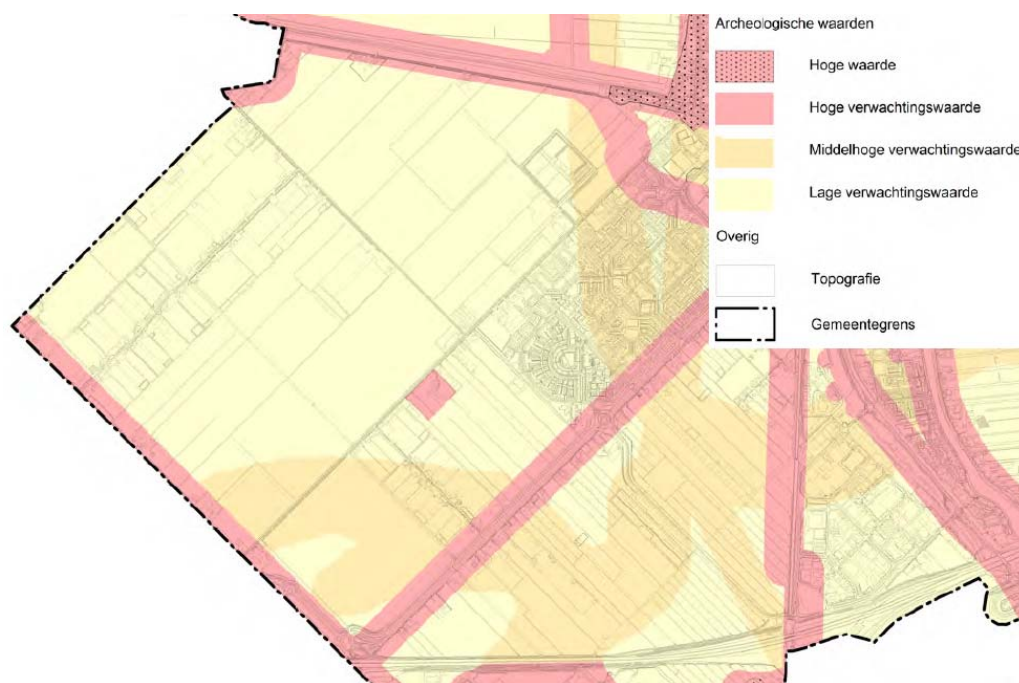 Archeologische waarden
Hoge waarde
Hoge verwachtingswaarde
Middelhoge verwachtingswaarde
Lage verwachtingswaarde
Overig
Topografie
Gemeentegrens